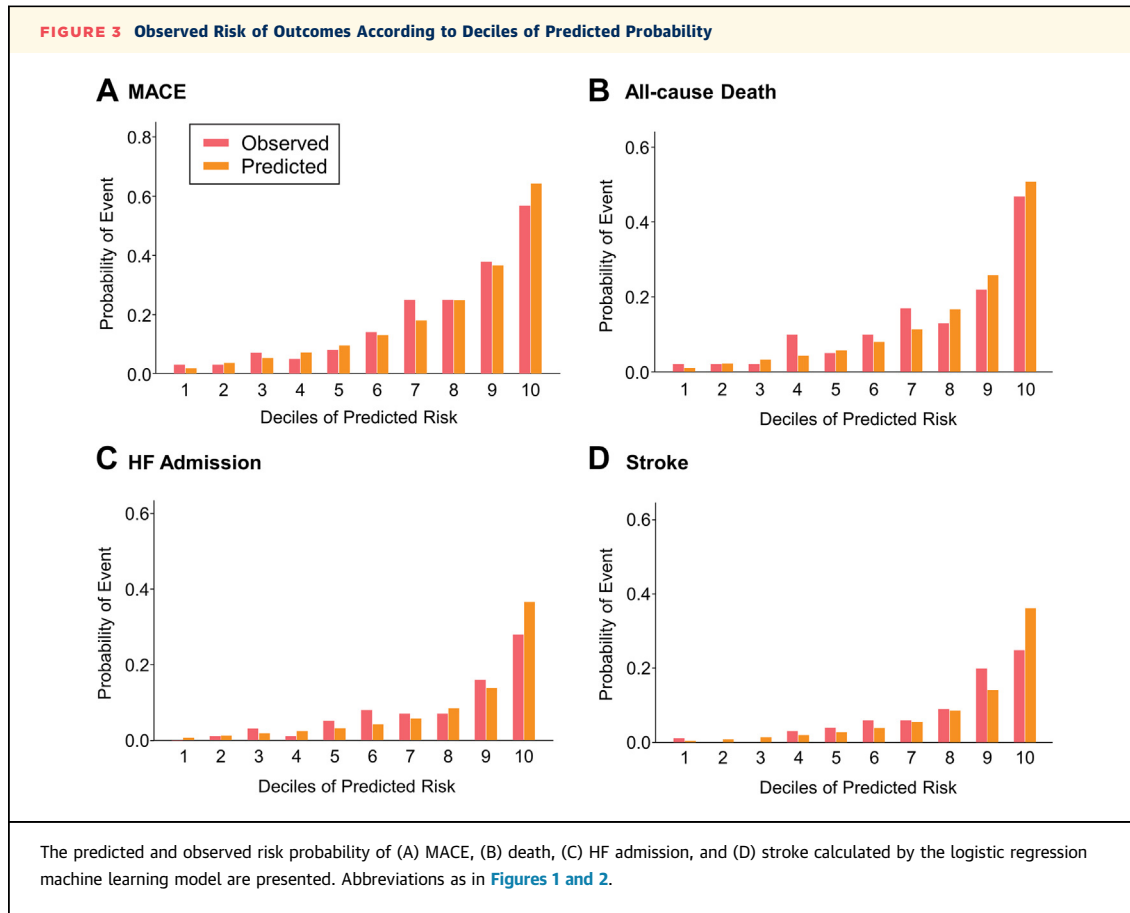 FIGURE 3 Observed Risk of Outcomes According to Deciles of Predicted Probability
A MACE
0.8
0.6
0.4
0.2
0.0
Probability of Event
Observed
Predicted
1 2 3 4 5 6 7 8 9 10
Deciles of Predicted Risk
B All-cause Death
0.6
0.4
0.2
0.0
Probability of Event
1 2 3 4 5 6 7 8 9 10
Deciles of Predicted Risk
C HF Admission
0.6
0.4
0.2
0.0
Probability of Event
1 2 3 4 5 6 7 8 9 10
Deciles of Predicted Risk
D Stroke
0.6
0.4
0.2
0.0
Probability of Event
1 2 3 4 5 6 7 8 9 10
Deciles of Predicted Risk
The predicted and observed risk probability of (A) MACE, (B) death, (C) HF admission, and (D) stroke calculated by the logistic regression
machine learning model are presented. Abbreviations as in Figures 1 and 2.